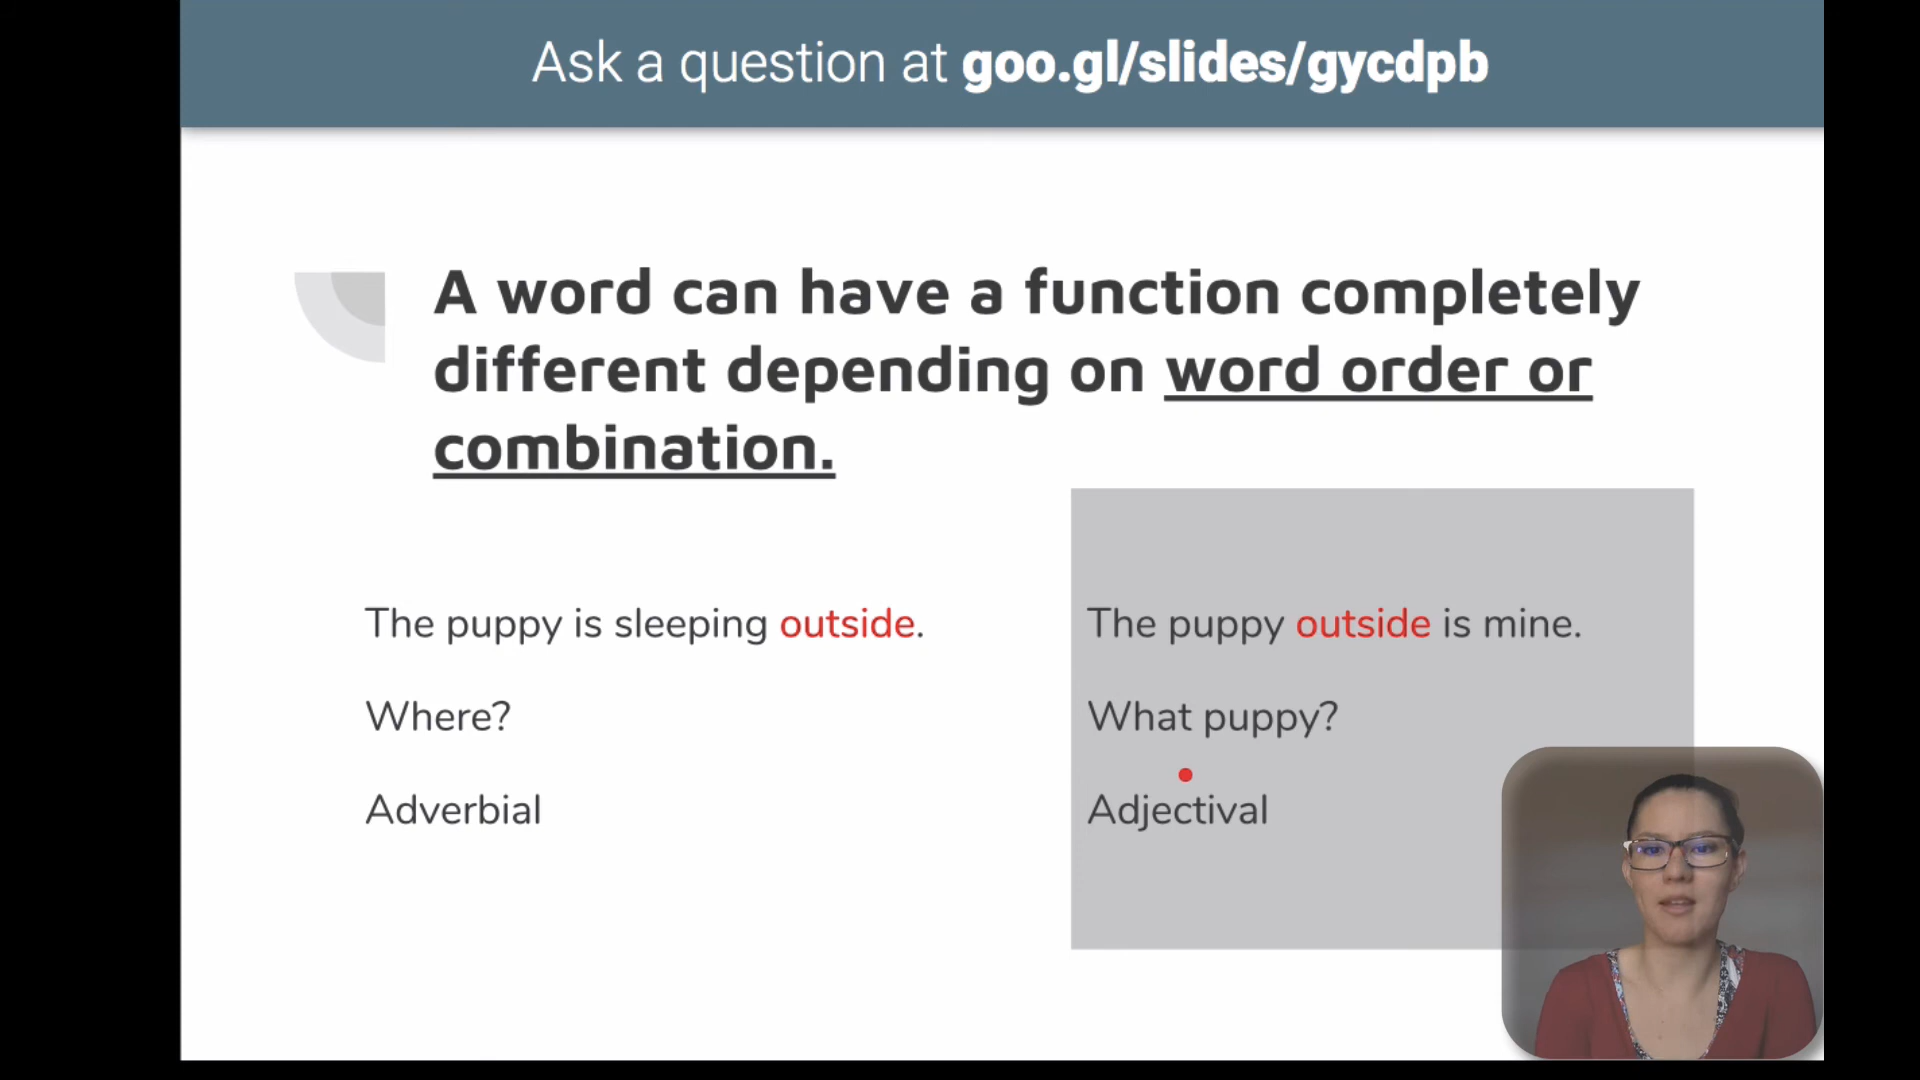 Ask a question at goo.gl/slides/gycdpb
A word can have a function completely
different depending on word order or
combination.
The puppy is sleeping outside.
Where?
Adverbial
The puppy outside is mine.
What puppy?
Adjectival